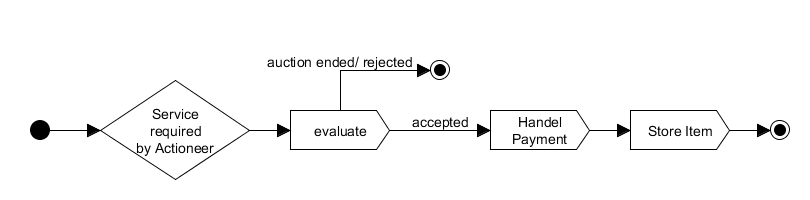 auction ended/ rejected
Service
required
by Actioneer
evaluate
accepted
Handel
Payment
Store Item